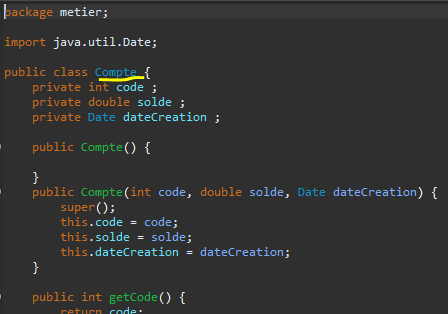 package metier;
import java.util.Date;
public class Compte {
private int code ;
private double solde ;
private Date dateCreation ;
public Compte() {
}
public Compte(int code, double solde, Date dateCreation) {
super();
this.code = code;
this.solde = solde;
this.dateCreation = dateCreation;
}
public int getCode() {
return code;